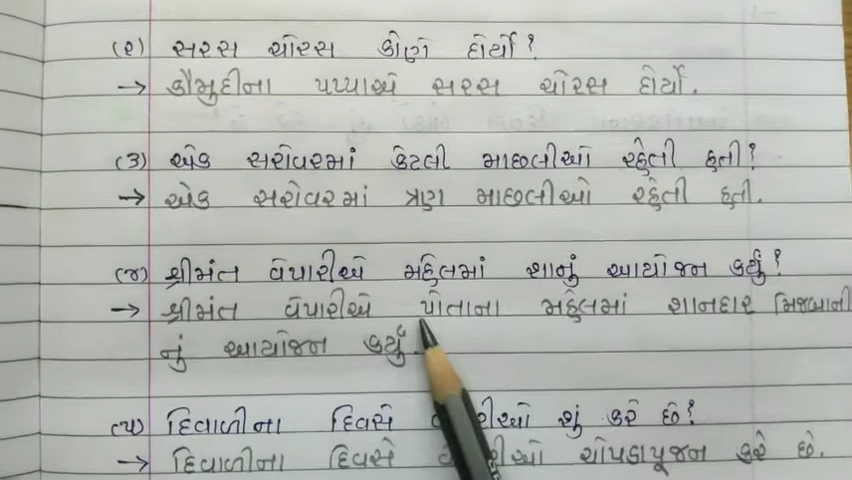 (૨) સરસ ચોરસ કોણે દોર્યો?
→ કૌમુદીના પપ્પાએ સરસ ચોરસ દોર્યો.
(૩) એક સરોવરમાં કેટલી માછલીઓ રહેતી હતી?
→ એક સરોવરમાં ત્રણ માછલીઓ રહેતી હતી.
(૪) શ્રીમંત વેપારીએ મહેલમાં શાનું આયોજન કર્યું?
→ શ્રીમંત વેપારીએ પોતાના મહેલમાં શાનદાર મિજબાની
નું આયોજન કર્યું.
(૫) દિવાળીના દિવસે શું કરે છે?
→ દિવાળીના દિવસે ચોપડાપૂજન કરે છે.